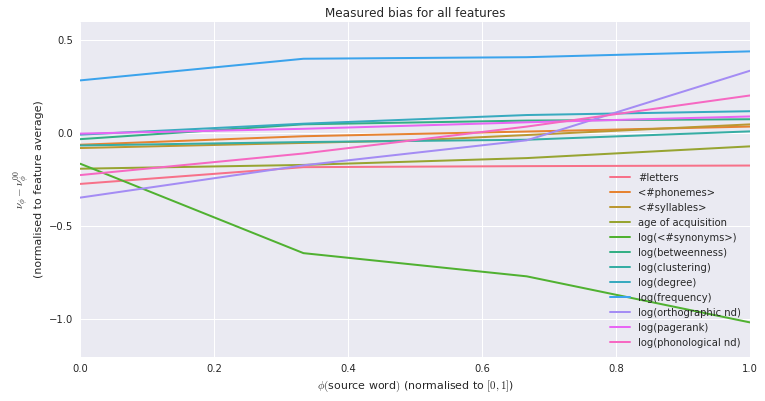 Measured bias for all features
0.5
0.0
−0.5
−1.0
ν_φ − ν_φ^00
(normalised to feature average)
#letters
<#phonemes>
<#syllables>
age of acquisition
log(<#synonyms>)
log(betweenness)
log(clustering)
log(degree)
log(frequency)
log(orthographic nd)
log(pagerank)
log(phonological nd)
0.0 0.2 0.4 0.6 0.8 1.0
ϕ(source word) (normalised to [0, 1])